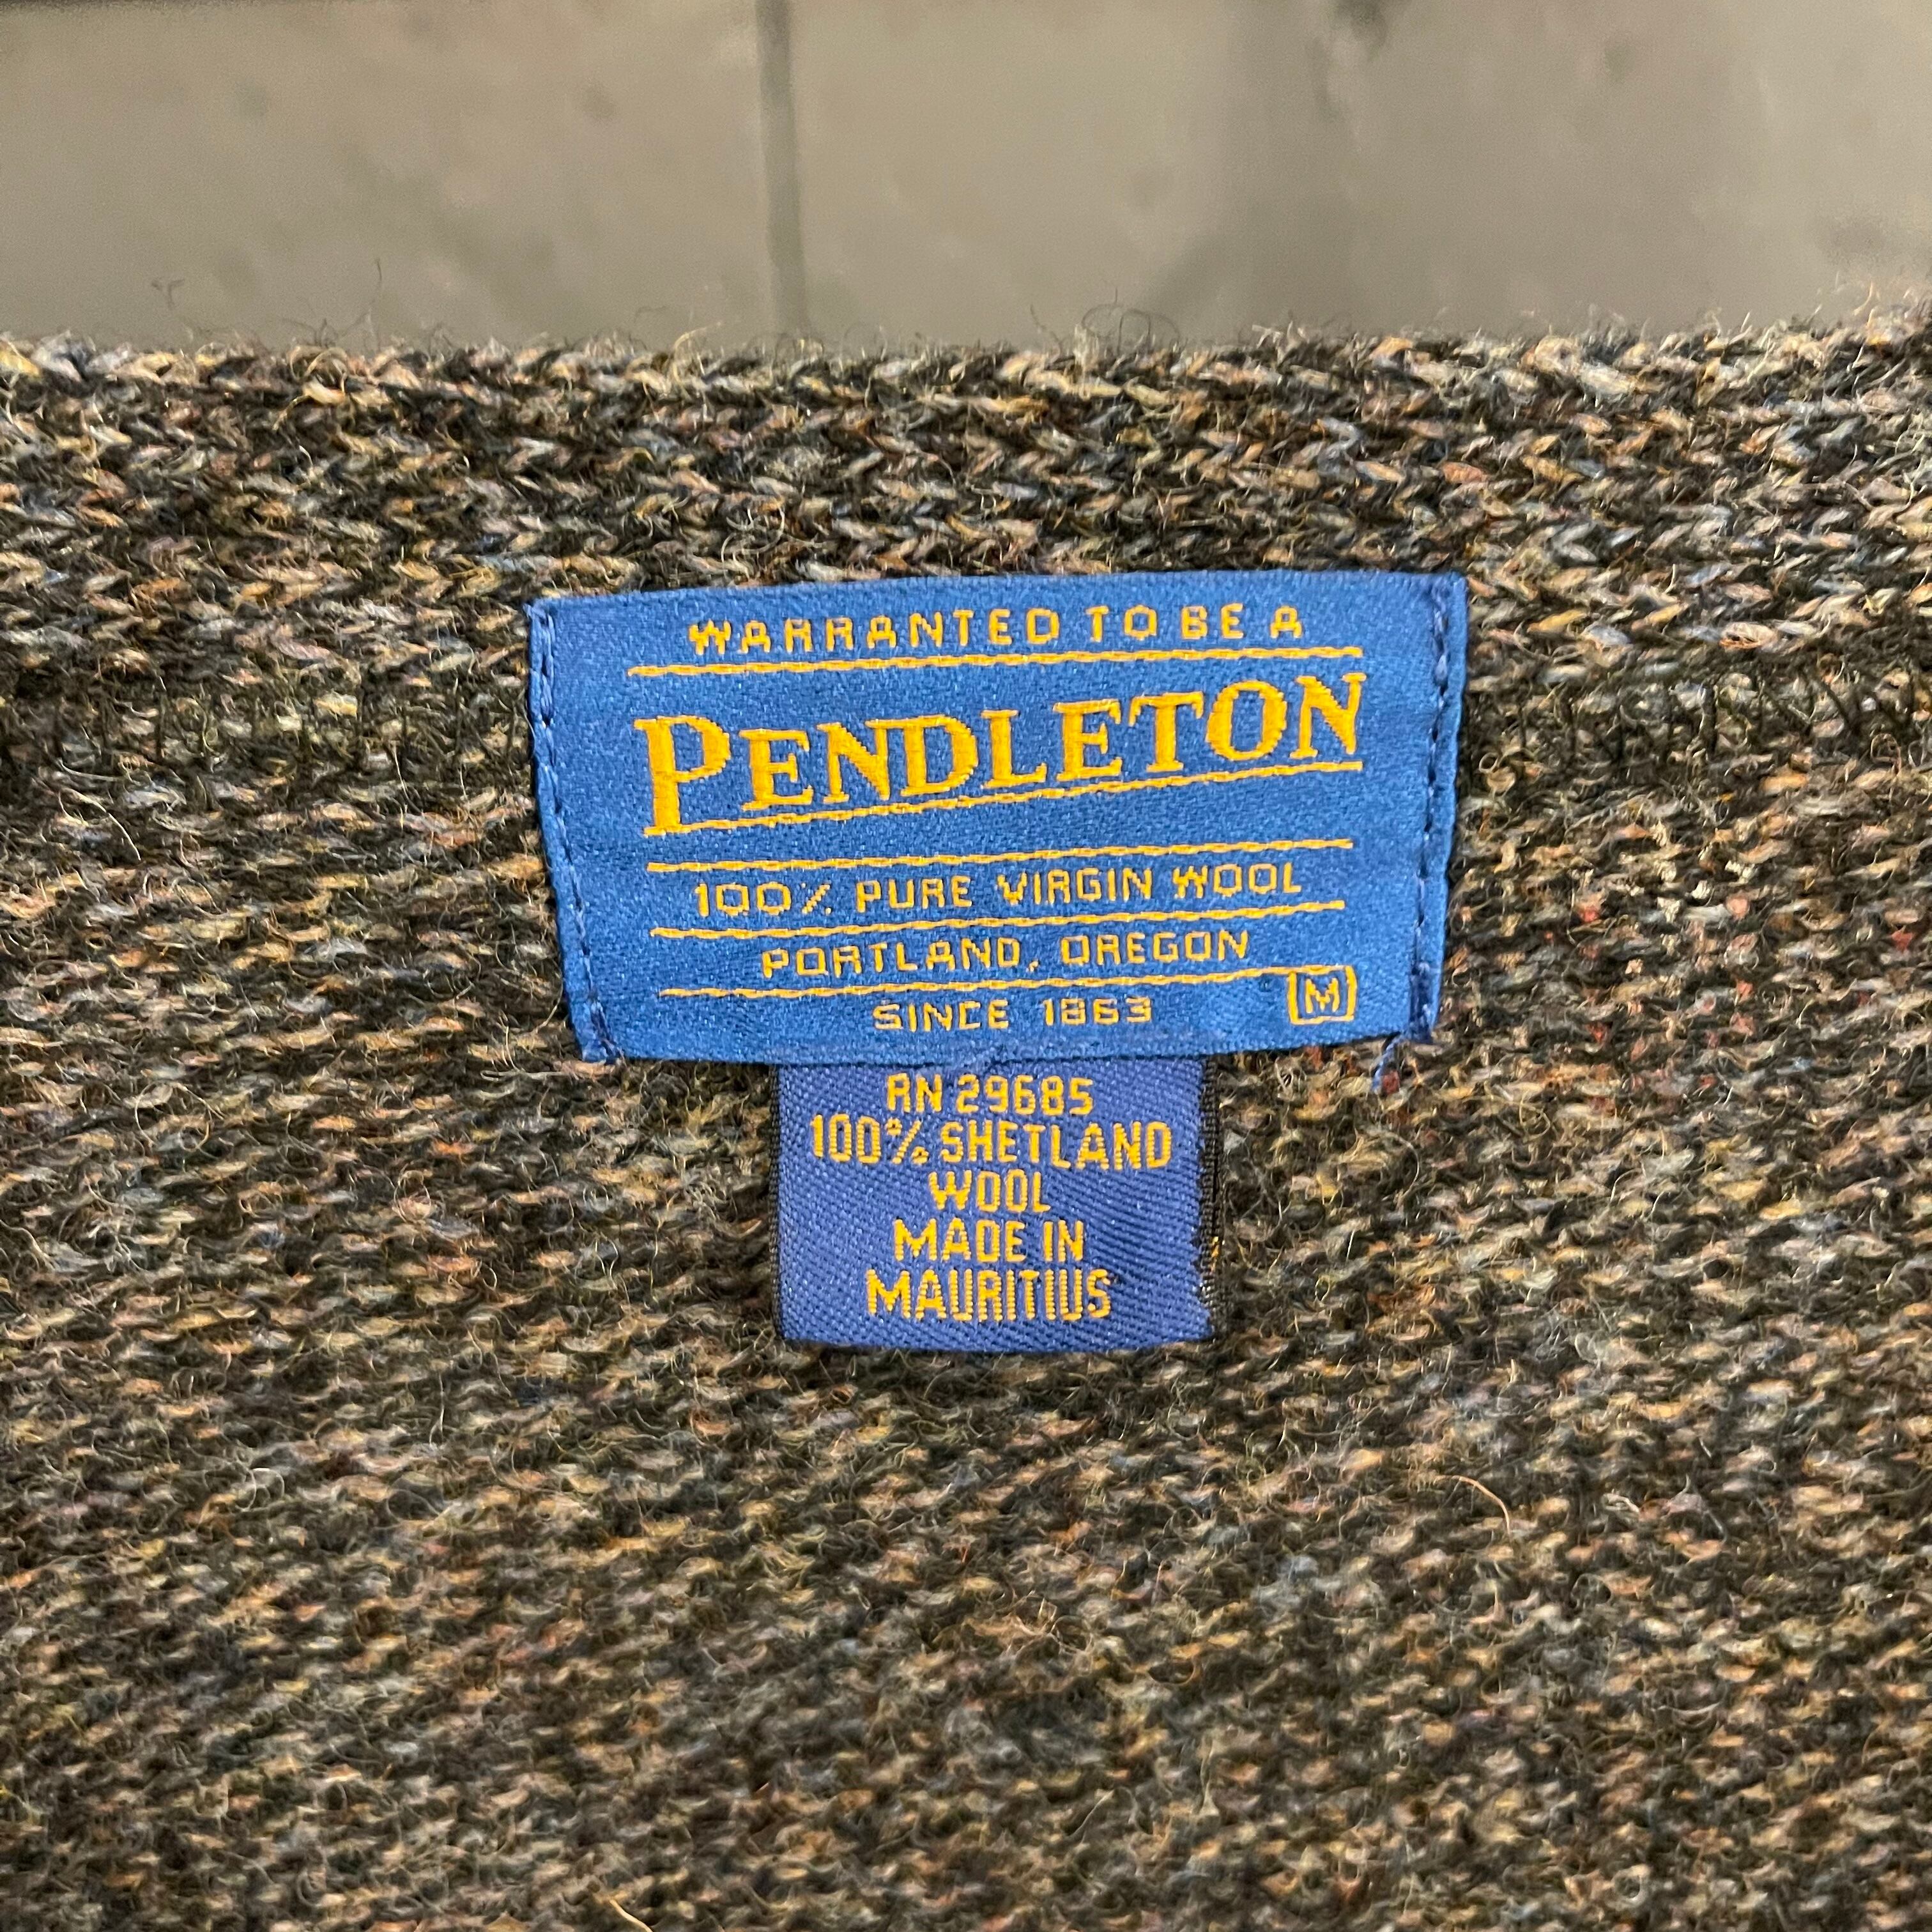 WARRANTED TO BE A
PENDLETON
100% PURE VIRGIN WOOL
PORTLAND, OREGON
SINCE 1863 M
RN 29685
100% SHETLAND
WOOL
MADE IN
MAURITIUS